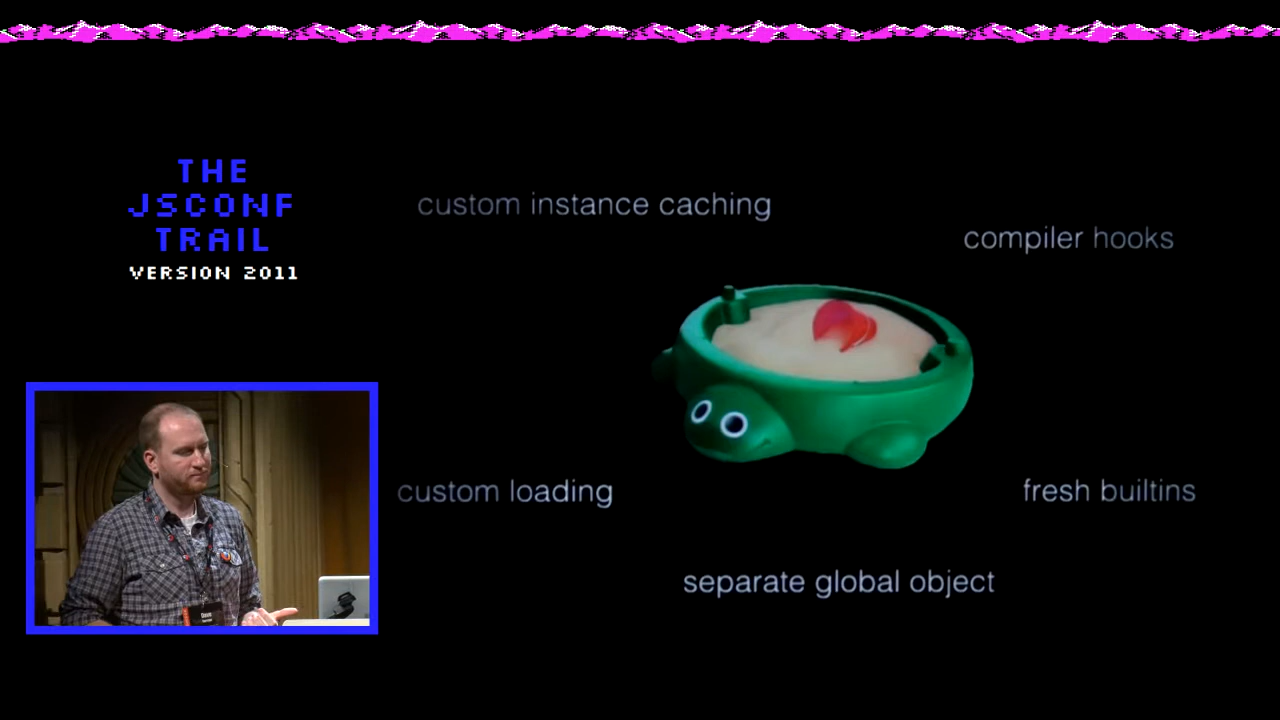 THE
JSCONF
TRAIL
VERSION 2011
custom instance caching
compiler hooks
custom loading
fresh builtins
separate global object